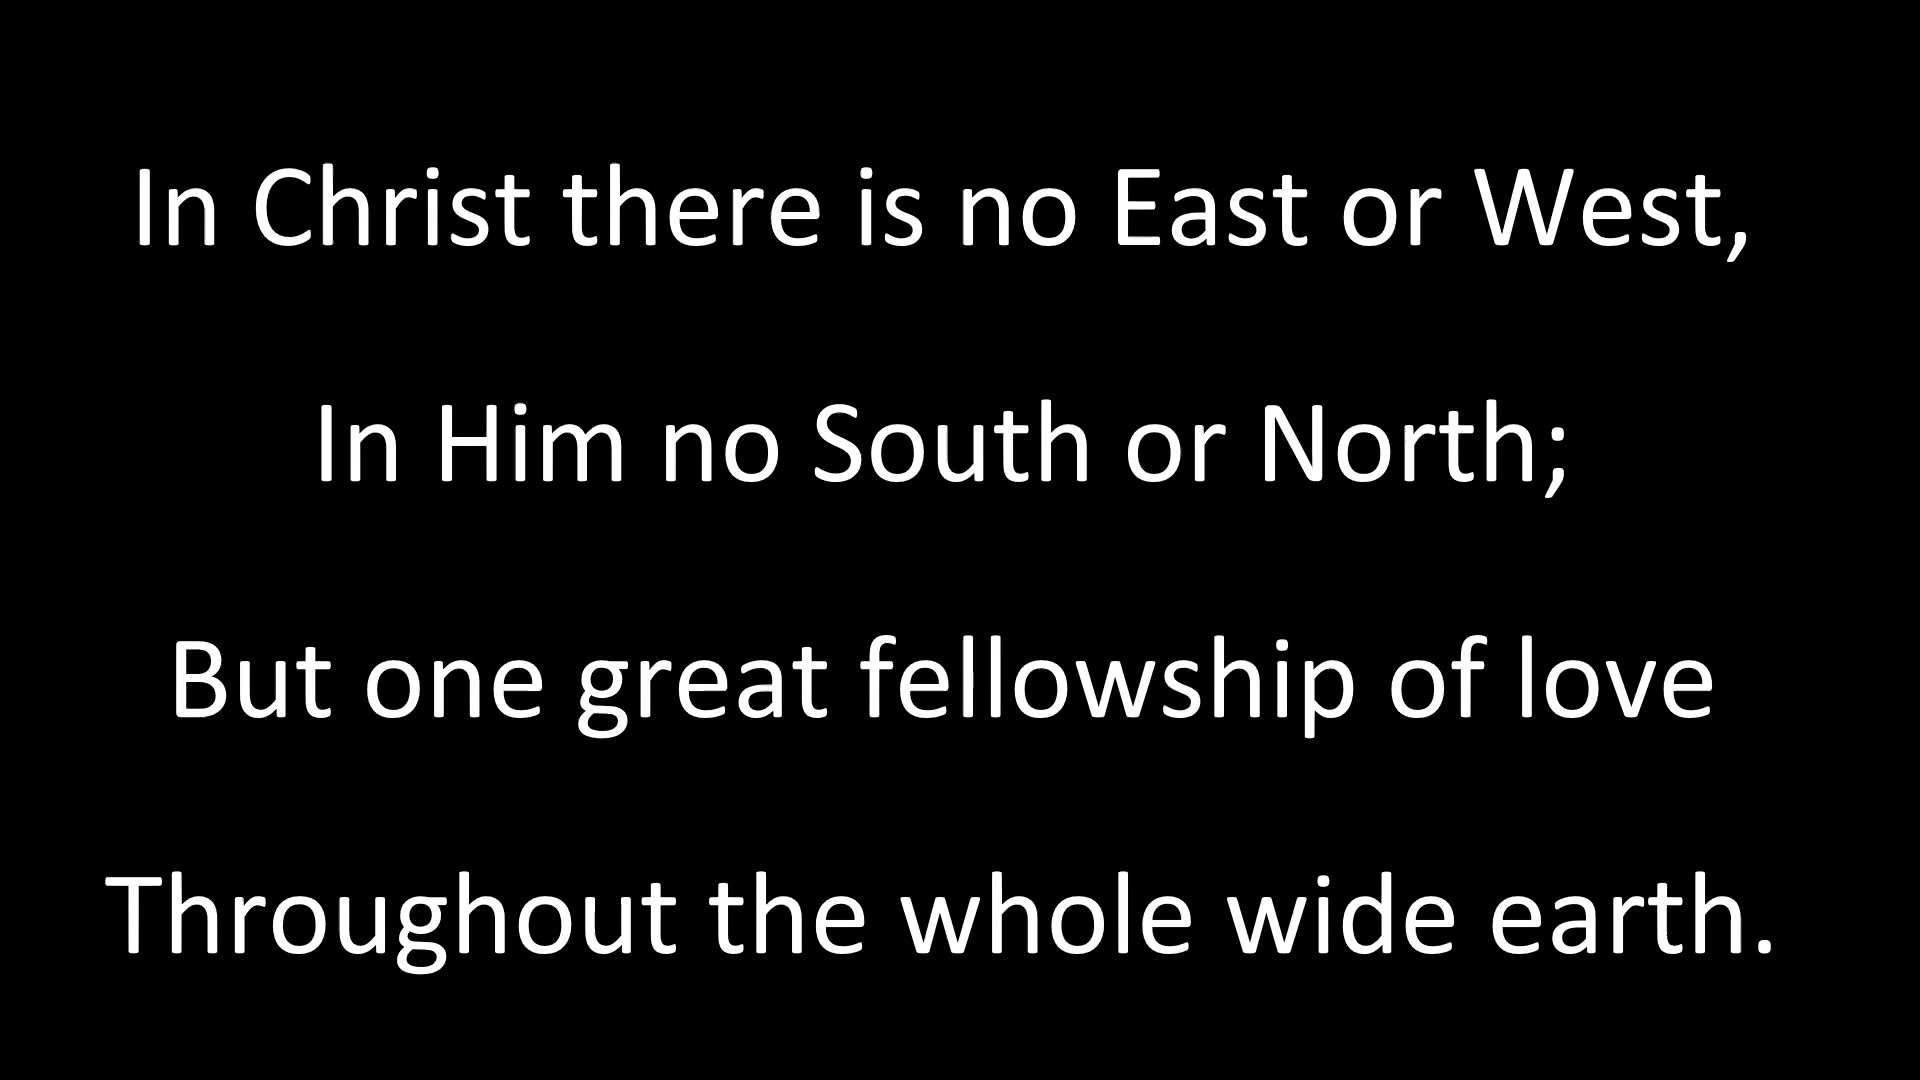 In Christ there is no East or West,
In Him no South or North;
But one great fellowship of love
Throughout the whole wide earth.